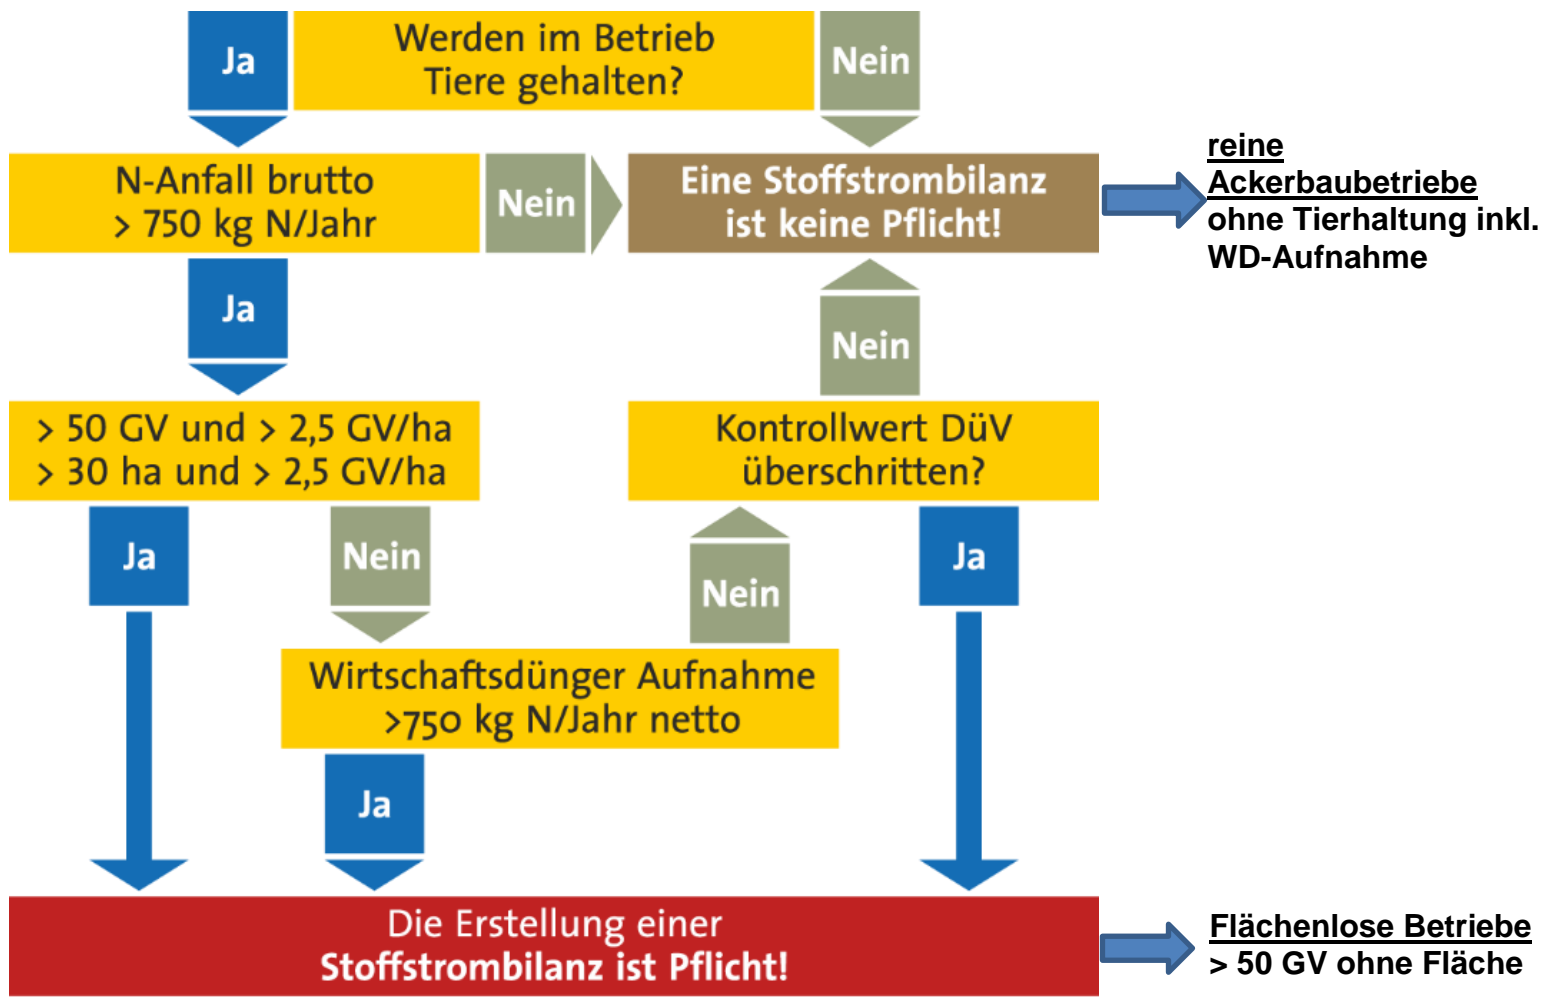 Ja
Werden im Betrieb
Tiere gehalten?
Nein
N-Anfall brutto
> 750 kg N/Jahr
Nein
Eine Stoffstrombilanz
ist keine Pflicht!
reine
Ackerbaubetriebe
ohne Tierhaltung inkl.
WD-Aufnahme
Ja
Nein
> 50 GV und > 2,5 GV/ha
> 30 ha und > 2,5 GV/ha
Kontrollwert DüV
überschritten?
Ja
Nein
Nein
Ja
Wirtschaftsdünger Aufnahme
>750 kg N/Jahr netto
Ja
Die Erstellung einer
Stoffstrombilanz ist Pflicht!
Flächenlose Betriebe
> 50 GV ohne Fläche